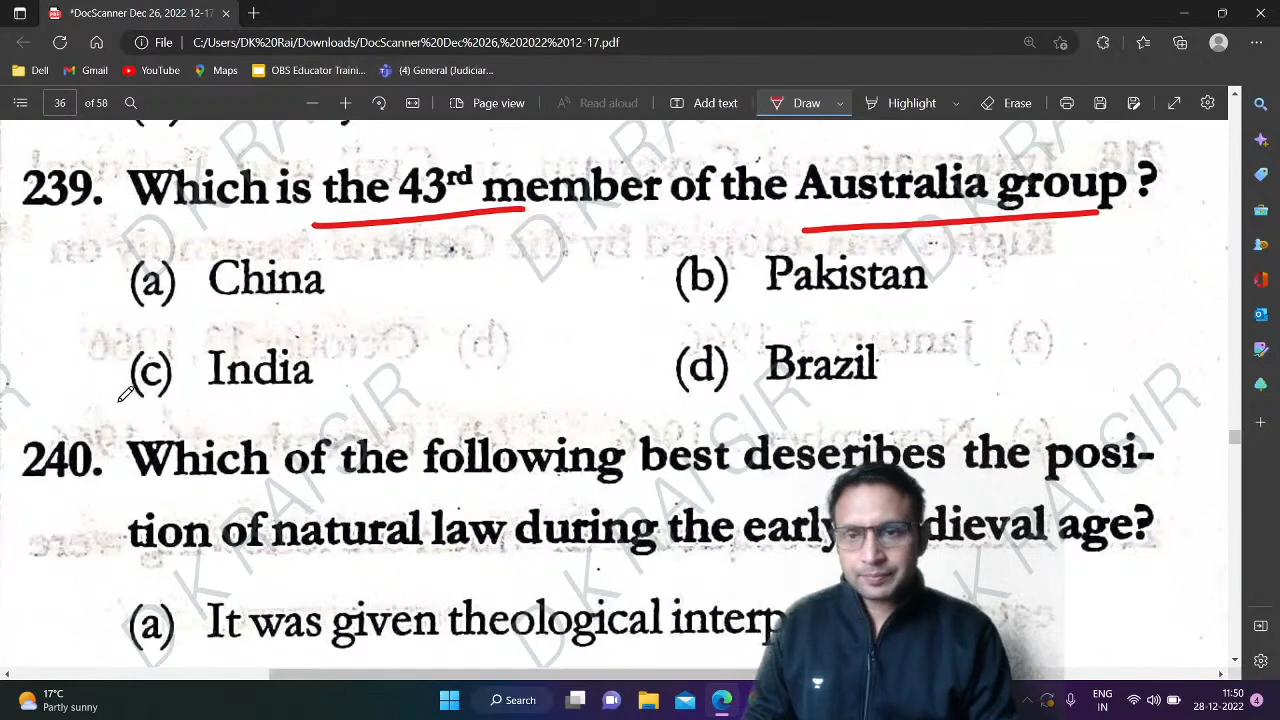 *DocScanner Dec 26, 2022 12-17
File
C:/Users/DK%20Rai/Downloads/DocScanner%20Dec%2026,%202022%2012-17.pdf
Dell
Gmail
YouTube
Maps
OBS Educator Traini...
(4) General (Judiciar...
36 of 58
Page view
Read aloud
Add text
Draw
Highlight
Erase
239. Which is the 43rd member of the Australia group ?
(a) China
(b) Pakistan
(c) India
(d) Brazil
240. Which of the following best deseribes the posi-
tion of natural law during the early dieval age?
(a) It was given theological interp
D K RAI SIR
17°C
Partly sunny
Search
ENG
IN
11:50
28-12-2022
4